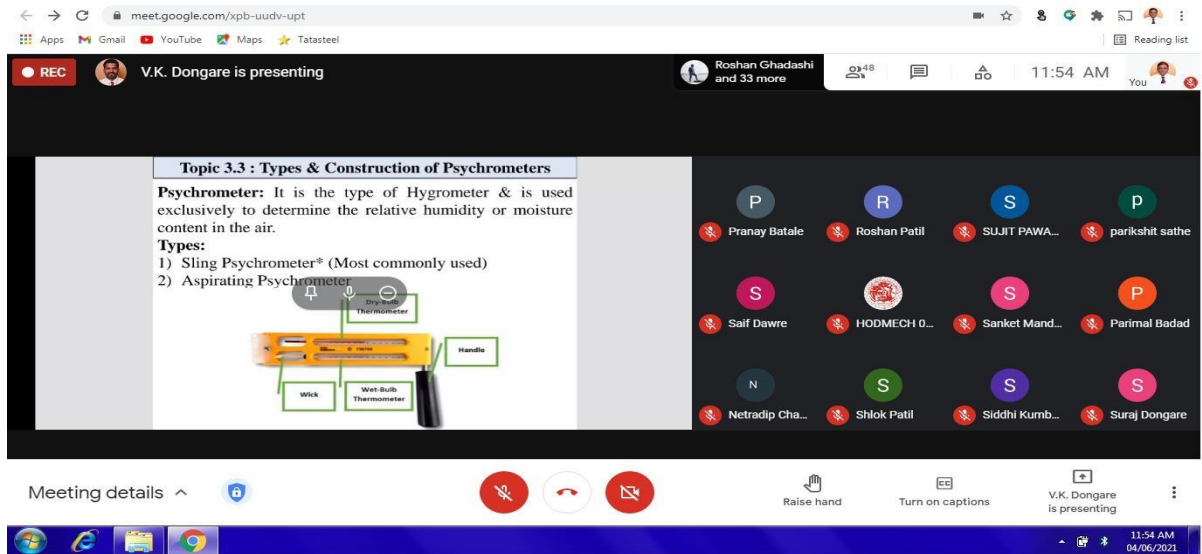 meet.google.com/xpb-uudv-upt
Apps Gmail YouTube Maps Tatasteel Reading list
REC V.K. Dongare is presenting
Roshan Ghadashi
and 33 more
48
11:54 AM
You
Topic 3.3 : Types & Construction of Psychrometers
Psychrometer: It is the type of Hygrometer & is used
exclusively to determine the relative humidity or moisture
content in the air.
Types:
1) Sling Psychrometer* (Most commonly used)
2) Aspirating Psychrometer
Dry-Bulb
Thermometer
Handle
Wick
Wet-Bulb
Thermometer
P R S p
Pranay Batale Roshan Patil SUJIT PAWA... parikshit sathe
S S P
Saif Dawre HODMECH 0... Sanket Mand... Parimal Badad
N S S S
Netradip Cha... Shlok Patil Siddhi Kumb... Suraj Dongare
Meeting details
Raise hand
CC
Turn on captions
V.K. Dongare
is presenting
11:54 AM
04/06/2021